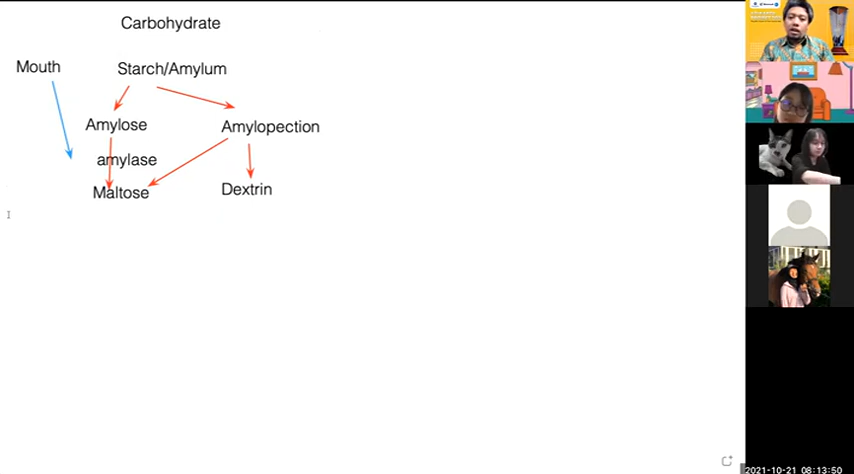 Carbohydrate
Mouth
Starch/Amylum
Amylose
Amylopection
amylase
Maltose
Dextrin
2021-10-21 08:13:50